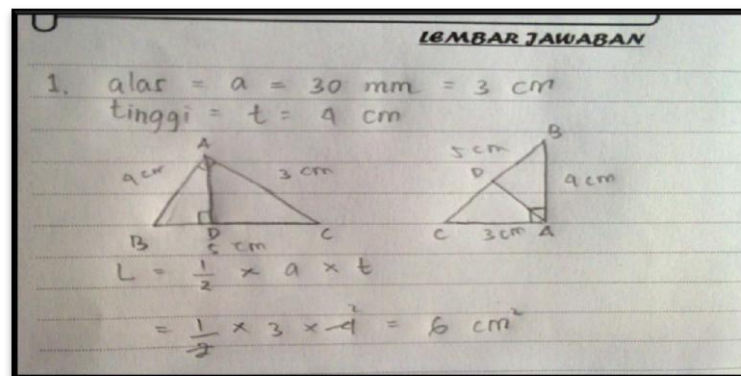 LEMBAR JAWABAN
1. alas = a = 30 mm = 3 cm
tinggi = t = 4 cm
A
4 cm
3 cm
B
D
C
5 cm
B
5 cm
D
4 cm
C
3 cm
A
L = 1/2 × a × t
= 1/2 × 3 × 4² = 6 cm²